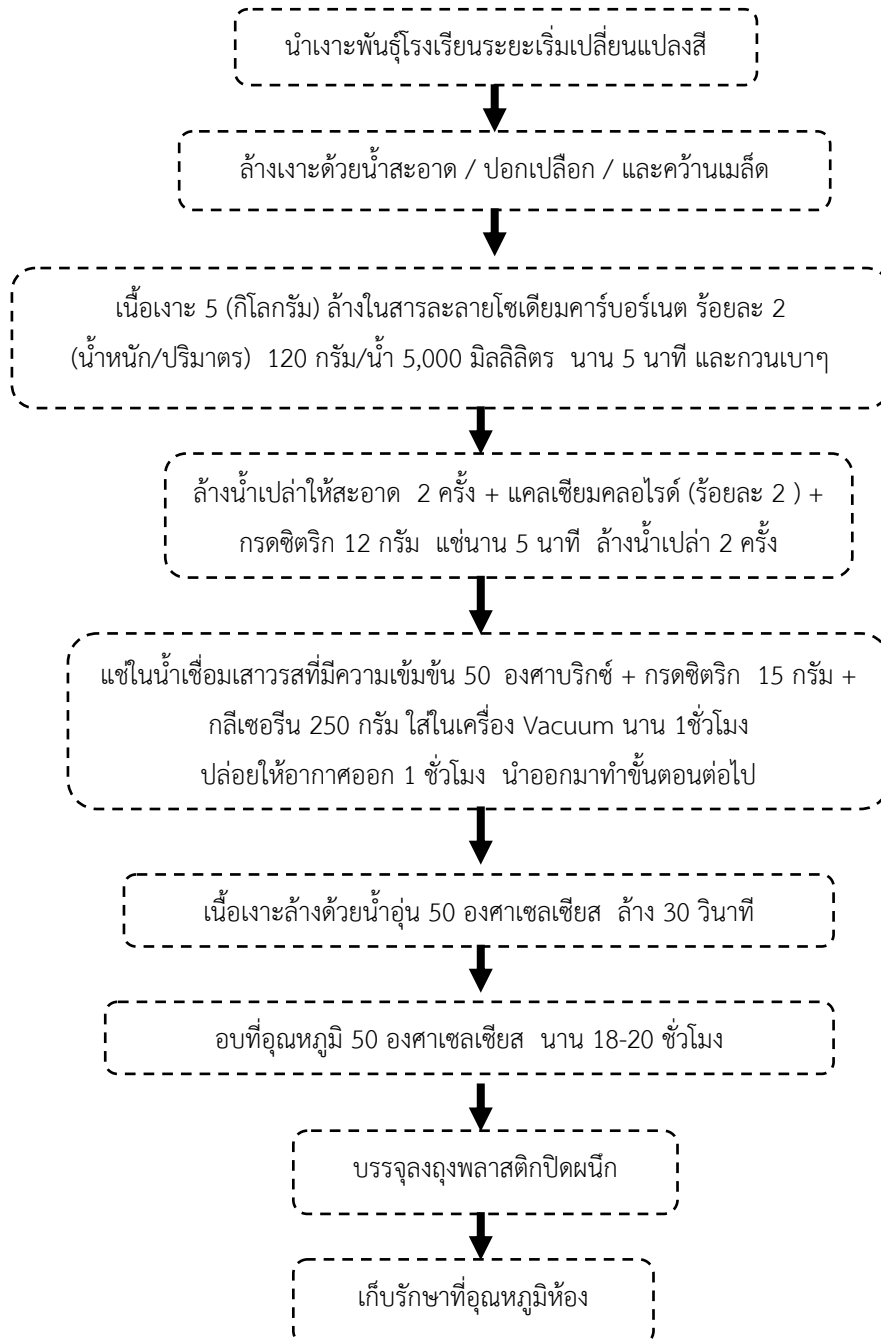 นำเงาะพันธุ์โรงเรียนระยะเริ่มเปลี่ยนแปลงสี
ล้างเงาะด้วยน้ำสะอาด / ปอกเปลือก / และคว้านเมล็ด
เนื้อเงาะ 5 (กิโลกรัม) ล้างในสารละลายโซเดียมคาร์บอร์เนต ร้อยละ 2
(น้ำหนัก/ปริมาตร) 120 กรัม/น้ำ 5,000 มิลลิลิตร นาน 5 นาที และกวนเบาๆ
ล้างน้ำเปล่าให้สะอาด 2 ครั้ง + แคลเซียมคลอไรด์ (ร้อยละ 2 ) +
กรดซิตริก 12 กรัม แช่นาน 5 นาที ล้างน้ำเปล่า 2 ครั้ง
แช่ในน้ำเชื่อมเสาวรสที่มีความเข้มข้น 50 องศาบริกซ์ + กรดซิตริก 15 กรัม +
กลีเซอรีน 250 กรัม ใส่ในเครื่อง Vacuum นาน 1ชั่วโมง
ปล่อยให้อากาศออก 1 ชั่วโมง นำออกมาทำขั้นตอนต่อไป
เนื้อเงาะล้างด้วยน้ำอุ่น 50 องศาเซลเซียส ล้าง 30 วินาที
อบที่อุณหภูมิ 50 องศาเซลเซียส นาน 18-20 ชั่วโมง
บรรจุลงถุงพลาสติกปิดผนึก
เก็บรักษาที่อุณหภูมิห้อง